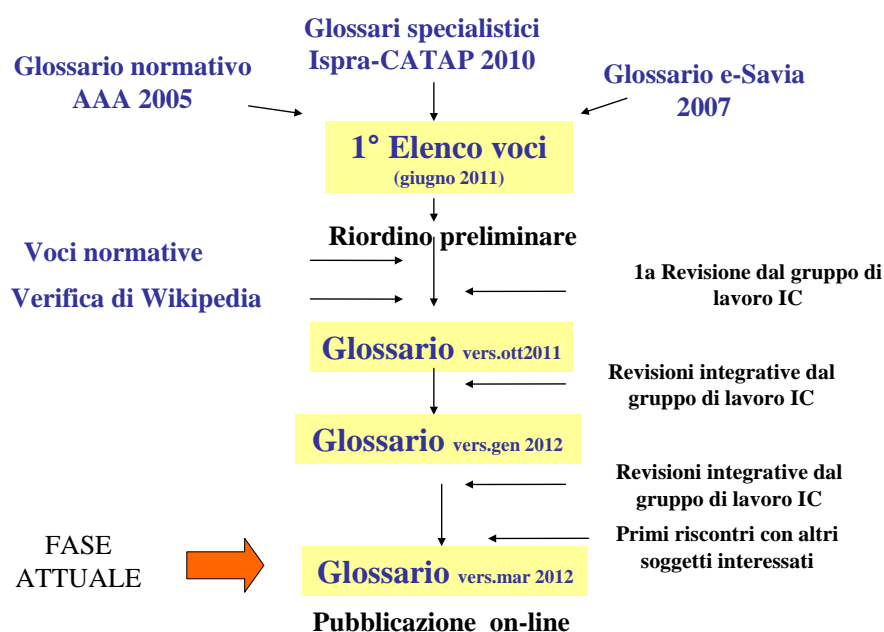 Glossari specialistici
Ispra-CATAP 2010
Glossario normativo
AAA 2005
Glossario e-Savia
2007
1° Elenco voci
(giugno 2011)
Riordino preliminare
Voci normative
Verifica di Wikipedia
1a Revisione dal gruppo di
lavoro IC
Glossario vers.ott2011
Revisioni integrative dal
gruppo di lavoro IC
Glossario vers.gen 2012
Revisioni integrative dal
gruppo di lavoro IC
Primi riscontri con altri
soggetti interessati
FASE
ATTUALE
Glossario vers.mar 2012
Pubblicazione on-line